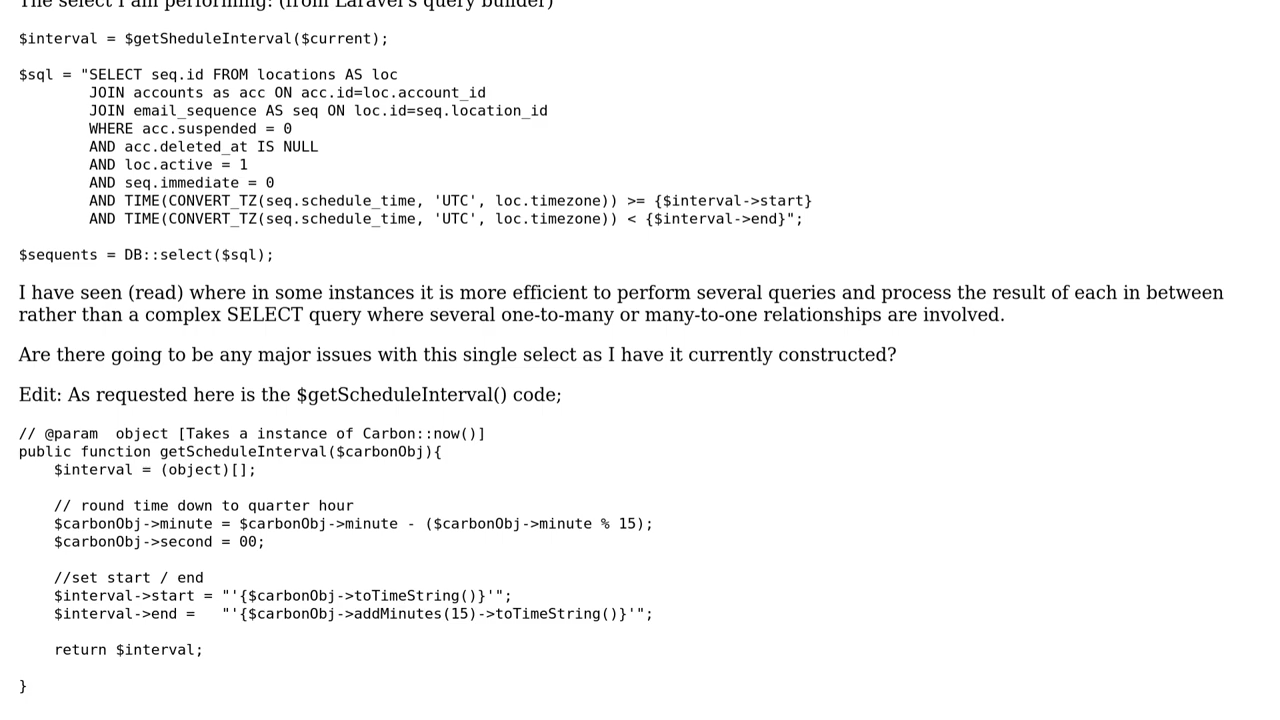 The select I am performing: (from Laravel's query builder)
$interval = $getSheduleInterval($current);
$sql = "SELECT seq.id FROM locations AS loc
JOIN accounts as acc ON acc.id=loc.account_id
JOIN email_sequence AS seq ON loc.id=seq.location_id
WHERE acc.suspended = 0
AND acc.deleted_at IS NULL
AND loc.active = 1
AND seq.immediate = 0
AND TIME(CONVERT_TZ(seq.schedule_time, 'UTC', loc.timezone)) >= {$interval->start}
AND TIME(CONVERT_TZ(seq.schedule_time, 'UTC', loc.timezone)) < {$interval->end}";
$sequents = DB::select($sql);
I have seen (read) where in some instances it is more efficient to perform several queries and process the result of each in between
rather than a complex SELECT query where several one-to-many or many-to-one relationships are involved.
Are there going to be any major issues with this single select as I have it currently constructed?
Edit: As requested here is the $getScheduleInterval() code;
// @param  object [Takes a instance of Carbon::now()]
public function getScheduleInterval($carbonObj){
$interval = (object)[];
// round time down to quarter hour
$carbonObj->minute = $carbonObj->minute - ($carbonObj->minute % 15);
$carbonObj->second = 00;
//set start / end
$interval->start = "'{$carbonObj->toTimeString()}'";
$interval->end =   "'{$carbonObj->addMinutes(15)->toTimeString()}'";
return $interval;
}